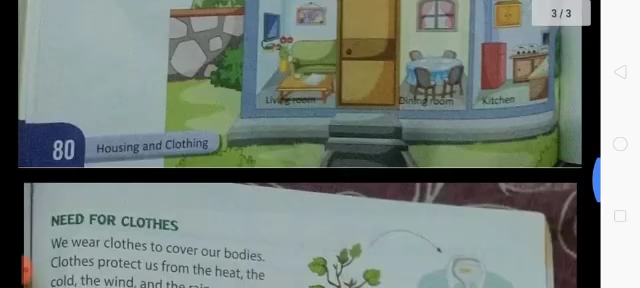 3 / 3
Living room
Dining room
Kitchen
80 Housing and Clothing
NEED FOR CLOTHES
We wear clothes to cover our bodies.
Clothes protect us from the heat, the
cold, the wind, and the